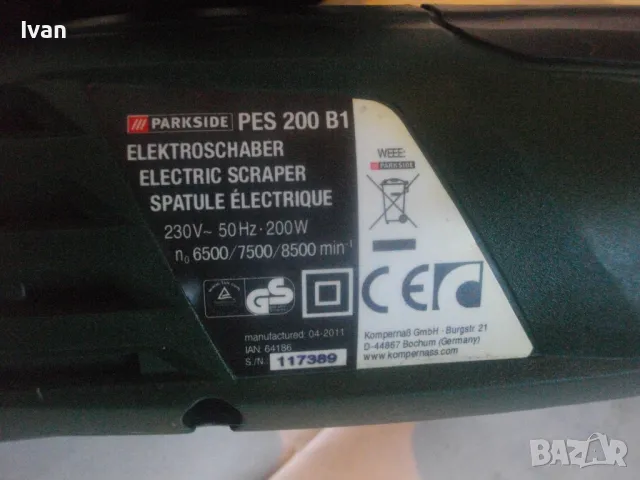 Ivan
PARKSIDE PES 200 B1
ELEKTROSCHABER
ELECTRIC SCRAPER
SPATULE ÉLECTRIQUE
230V~ 50Hz · 200W
n₀ 6500/7500/8500 min⁻¹
GS
CE
manufactured: 04-2011
IAN: 64186
S./N.: 117389
WEEE:
PARKSIDE
Kompernaß GmbH · Burgstr. 21
D-44867 Bochum (Germany)
www.kompernass.com
BAZAR